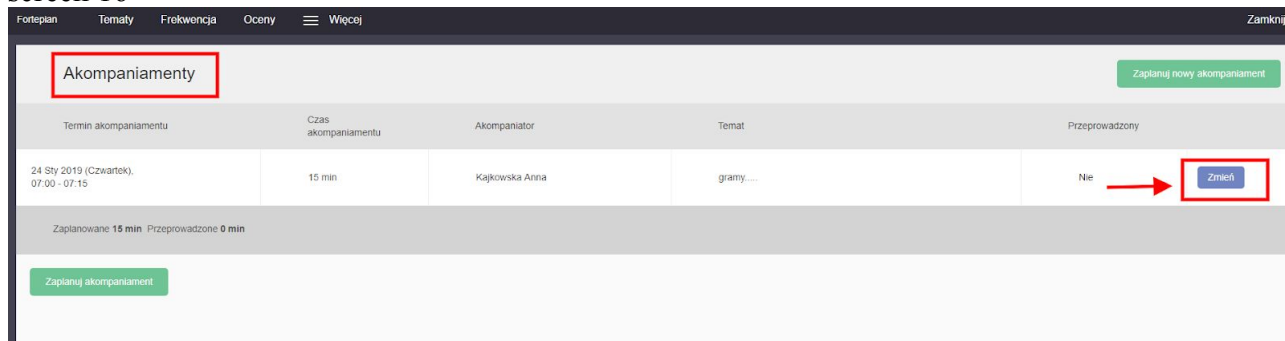 Fortepian Tematy Frekwencja Oceny Więcej Zamknij
Akompaniamenty Zaplanuj nowy akompaniament
Termin akompaniamentu Czas akompaniamentu Akompaniator Temat Przeprowadzony
24 Sty 2019 (Czwartek),
07:00 - 07:15 15 min Kajkowska Anna gramy..... Nie Zmień
Zaplanowane 15 min Przeprowadzone 0 min
Zaplanuj akompaniament